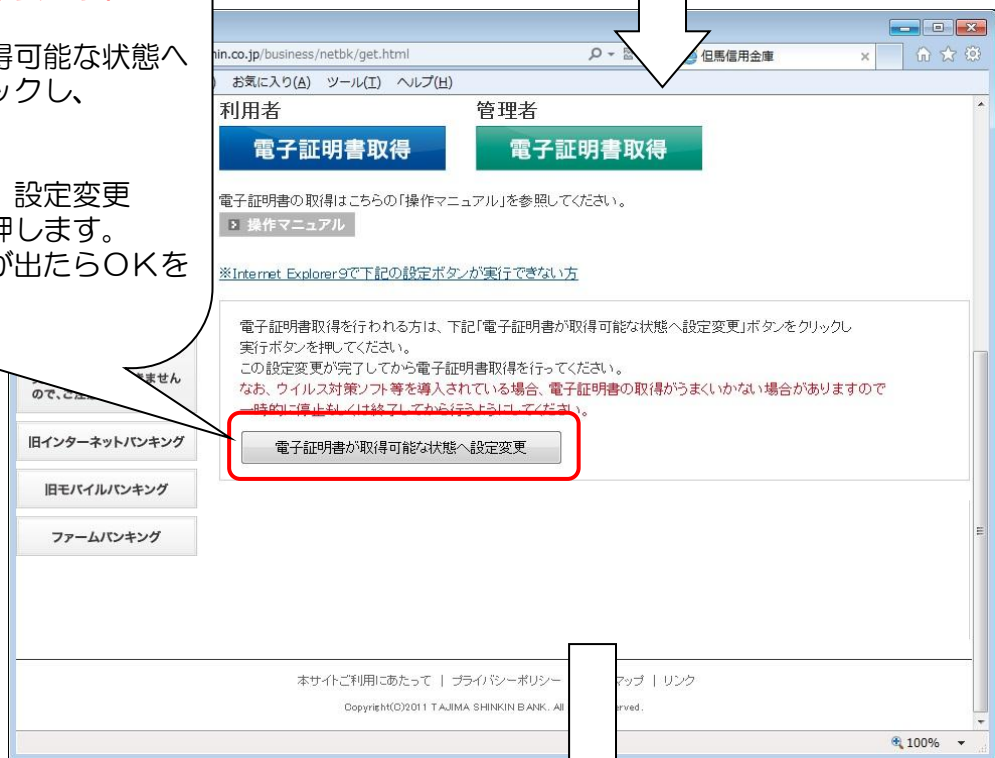 得可能な状態へ
ックし、
設定変更
押します。
が出たらOKを
nin.co.jp/business/netbk/get.html
但馬信用金庫
お気に入り(A) ツール(T) ヘルプ(H)
利用者 管理者
電子証明書取得 電子証明書取得
電子証明書の取得はこちらの「操作マニュアル」を参照してください。
操作マニュアル
※Internet Explorer9で下記の設定ボタンが実行できない方
電子証明書取得を行われる方は、下記「電子証明書が取得可能な状態へ設定変更」ボタンをクリックし
実行ボタンを押してください。
この設定変更が完了してから電子証明書取得を行ってください。
なお、ウイルス対策ソフト等を導入されている場合、電子証明書の取得がうまくいかない場合がありますので
一時的に停止もしくは終了してから行うようにしてください。
電子証明書が取得可能な状態へ設定変更
きません
ので、ご注
旧インターネットバンキング
旧モバイルバンキング
ファームバンキング
本サイトご利用にあたって | プライバシーポリシー マップ | リンク
Copyright(C)2011 TAJIMA SHINKIN BANK. All rved.
100%